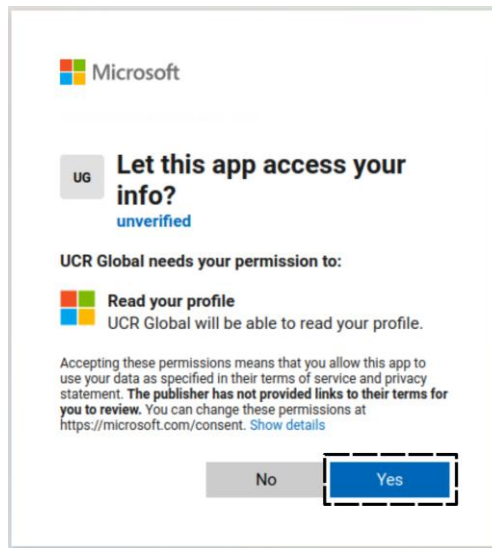 Microsoft
UG
Let this app access your
info?
unverified
UCR Global needs your permission to:
Read your profile
UCR Global will be able to read your profile.
Accepting these permissions means that you allow this app to
use your data as specified in their terms of service and privacy
statement. The publisher has not provided links to their terms for
you to review. You can change these permissions at
https://microsoft.com/consent. Show details
No
Yes